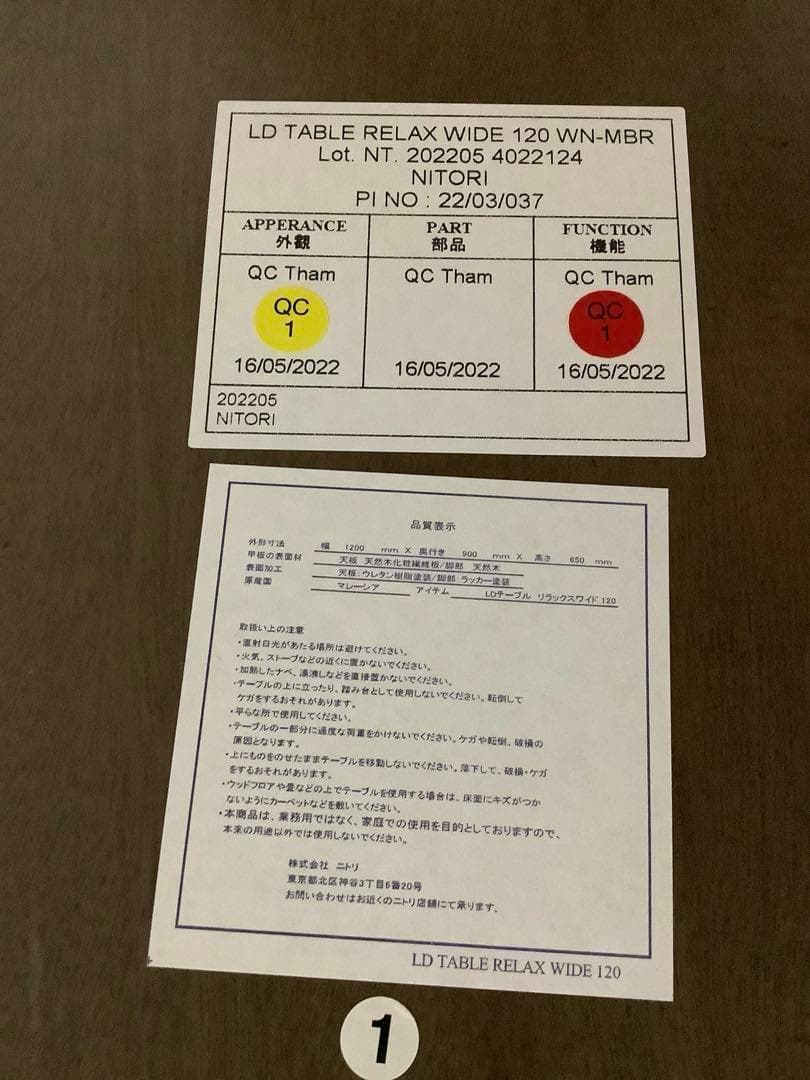 LD TABLE RELAX WIDE 120 WN-MBR
Lot. NT. 202205 4022124
NITORI
PI NO : 22/03/037
APPERANCE PART FUNCTION
外觀 部品 機能
QC Tham QC Tham QC Tham
QC QC
1 1
16/05/2022 16/05/2022 16/05/2022
202205
NITORI
品質表示
外形寸法 幅 1200 mm X 奥行き 900 mm X 高さ 650 mm
甲板の表面材 天板 天然木化粧繊維板/脚部 天然木
表面加工 天板:ウレタン樹脂塗装/脚部:ラッカー塗装
原産国 マレーシア アイテム LDテーブル リラックスワイド 120
取扱い上の注意
・直射日光があたる場所は避けてください。
・火気、ストーブなどの近くに置かないでください。
・加熱したナベ、湯沸しなどを直接置かないでください。
・テーブルの上に立ったり、踏み台として使用しないでください。転倒して
ケガをするおそれがあります。
・平らな所で使用してください。
・テーブルの一部分に過度な荷重をかけないでください。ケガや転倒、破損の
原因となります。
・上にものをのせたままテーブルを移動しないでください。落下して、破損・ケガ
をするおそれがあります。
・ウッドフロアや畳などの上でテーブルを使用する場合は、床面にキズがつか
ないようにカーペットなどを敷いてください。
・本商品は、業務用ではなく、家庭での使用を目的としておりますので、
本来の用途以外では使用しないでください。
株式会社 ニトリ
東京都北区神谷3丁目6番20号
お問い合わせはお近くのニトリ店舗にて承ります。
LD TABLE RELAX WIDE 120
1